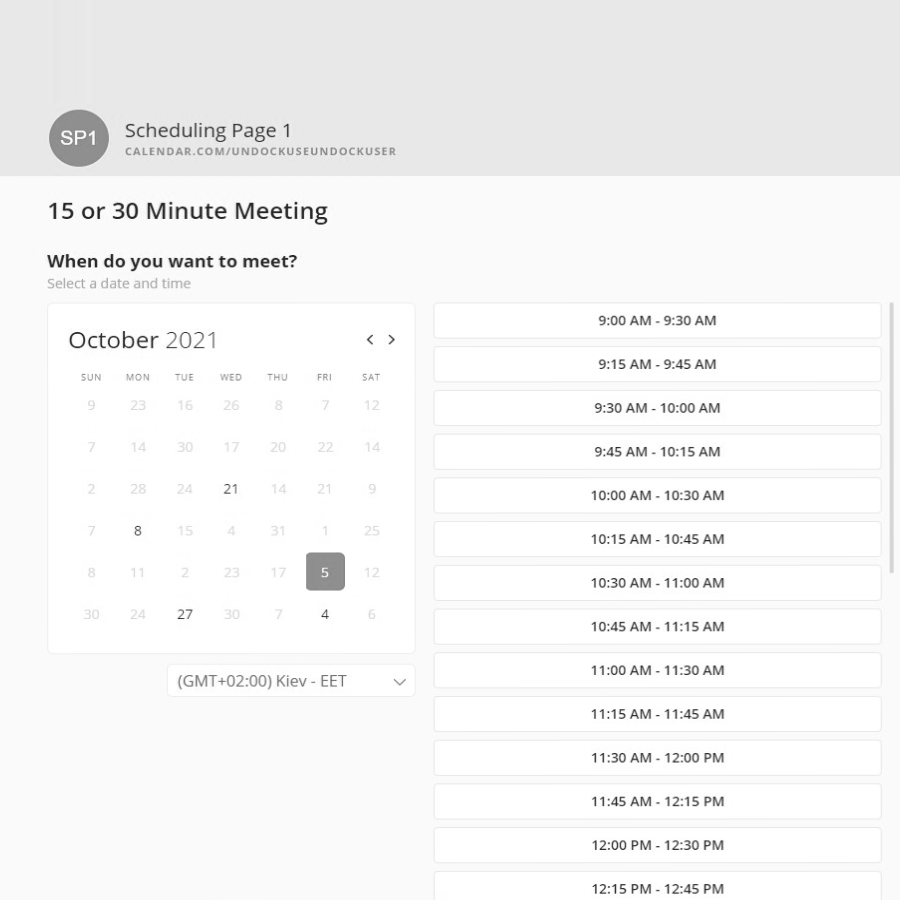 SP1
Scheduling Page 1
CALENDAR.COM/UNDOCKUSEUNDOCKUSER
15 or 30 Minute Meeting
When do you want to meet?
Select a date and time
October 2021
SUN MON TUE WED THU FRI SAT
9 23 16 26 8 7 12
7 14 30 17 20 22 14
2 28 24 21 14 21 9
7 8 15 4 31 1 25
8 11 2 23 17 5 12
30 24 27 30 7 4 6
(GMT+02:00) Kiev - EET
9:00 AM - 9:30 AM
9:15 AM - 9:45 AM
9:30 AM - 10:00 AM
9:45 AM - 10:15 AM
10:00 AM - 10:30 AM
10:15 AM - 10:45 AM
10:30 AM - 11:00 AM
10:45 AM - 11:15 AM
11:00 AM - 11:30 AM
11:15 AM - 11:45 AM
11:30 AM - 12:00 PM
11:45 AM - 12:15 PM
12:00 PM - 12:30 PM
12:15 PM - 12:45 PM